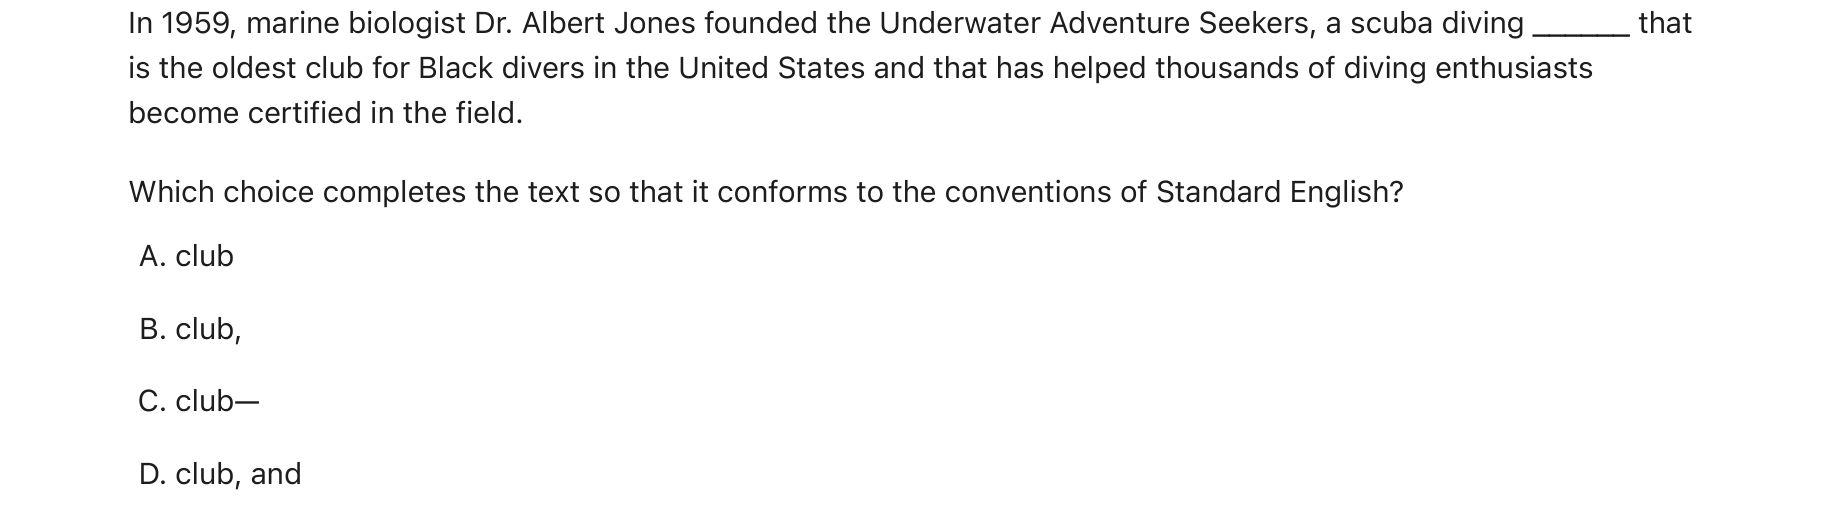 In 1959, marine biologist Dr. Albert Jones founded the Underwater Adventure Seekers, a scuba diving ______ that
is the oldest club for Black divers in the United States and that has helped thousands of diving enthusiasts
become certified in the field.
Which choice completes the text so that it conforms to the conventions of Standard English?
A. club
B. club,
C. club—
D. club, and